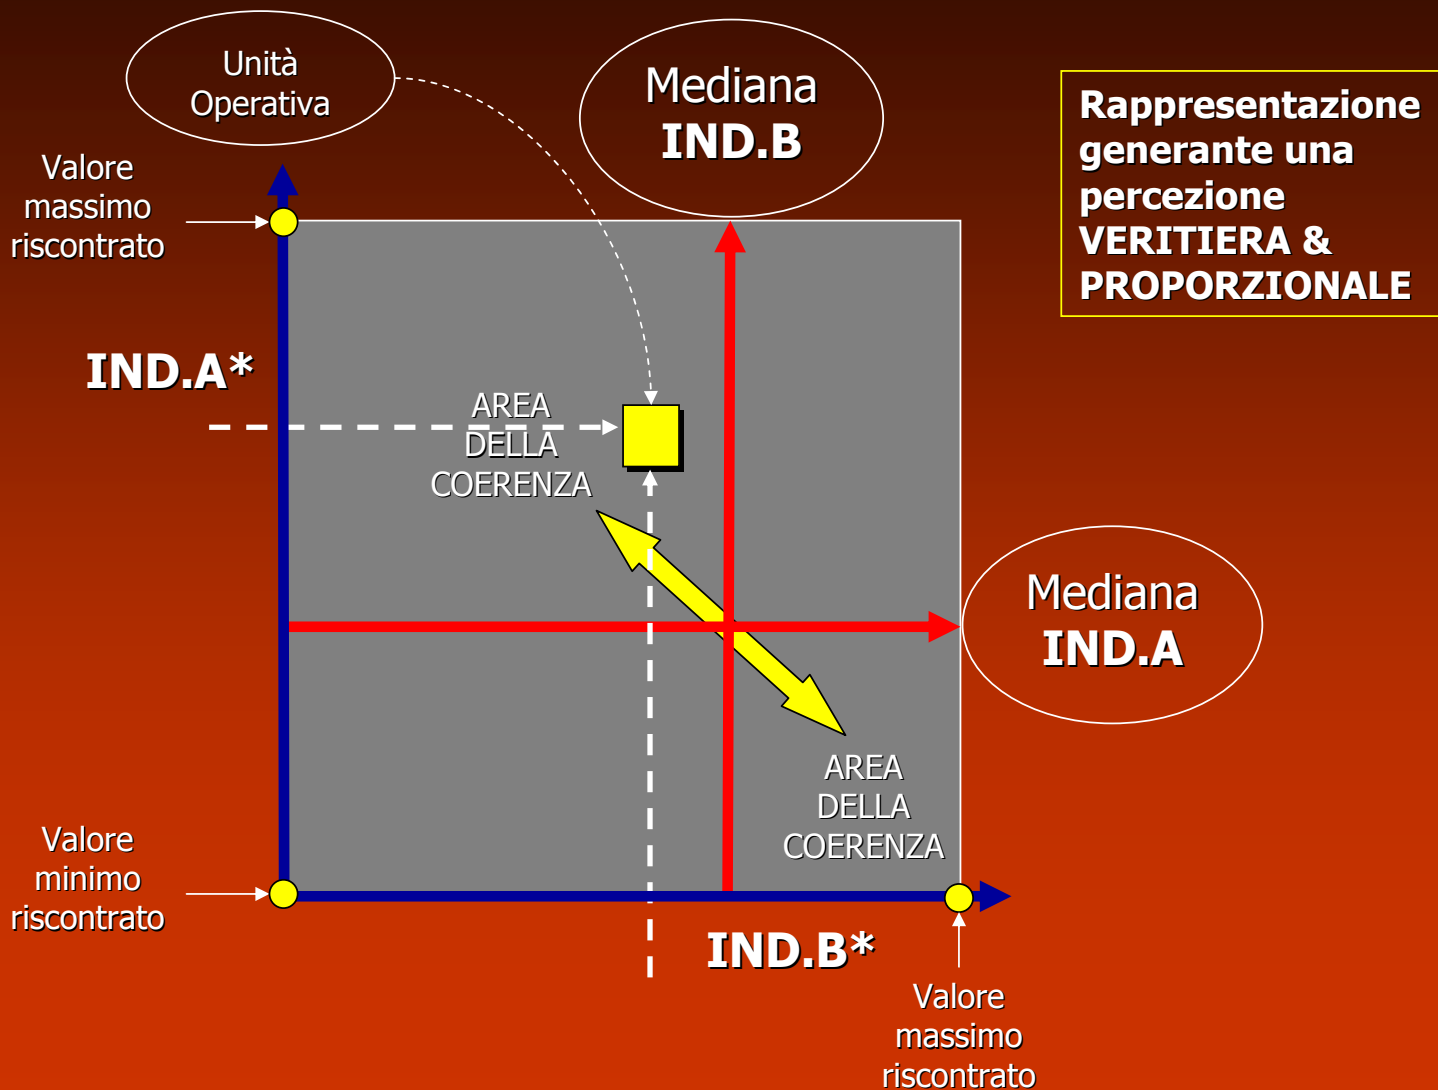 Unità
Operativa
Mediana
IND.B
Rappresentazione
generante una
percezione
VERITIERA &
PROPORZIONALE
Valore
massimo
riscontrato
IND.A*
AREA
DELLA
COERENZA
Mediana
IND.A
AREA
DELLA
COERENZA
Valore
minimo
riscontrato
IND.B*
Valore
massimo
riscontrato